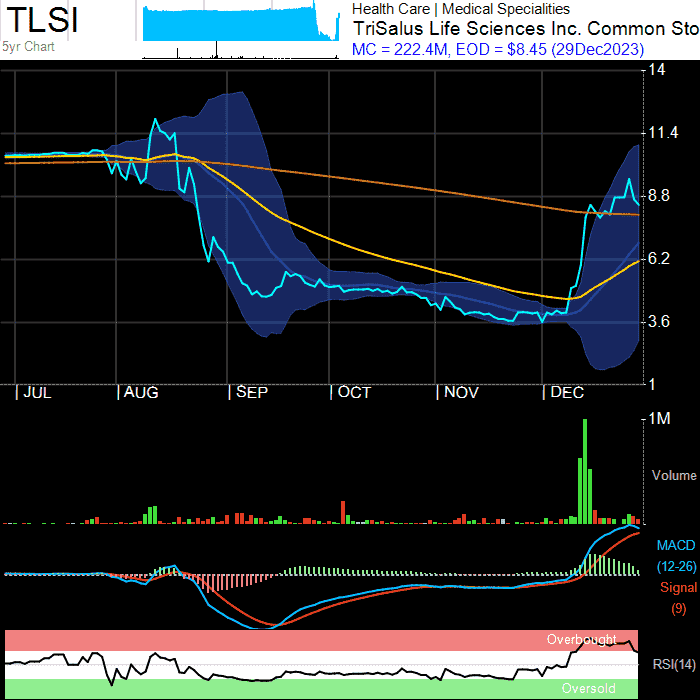 TLSI
5yr Chart
Health Care | Medical Specialities
TriSalus Life Sciences Inc. Common Sto
MC = 222.4M, EOD = $8.45 (29Dec2023)
14
11.4
8.8
6.2
3.6
1
| JUL | AUG | SEP | OCT | NOV | DEC
1M
Volume
MACD
(12-26)
Signal
(9)
Overbought
RSI(14)
Oversold